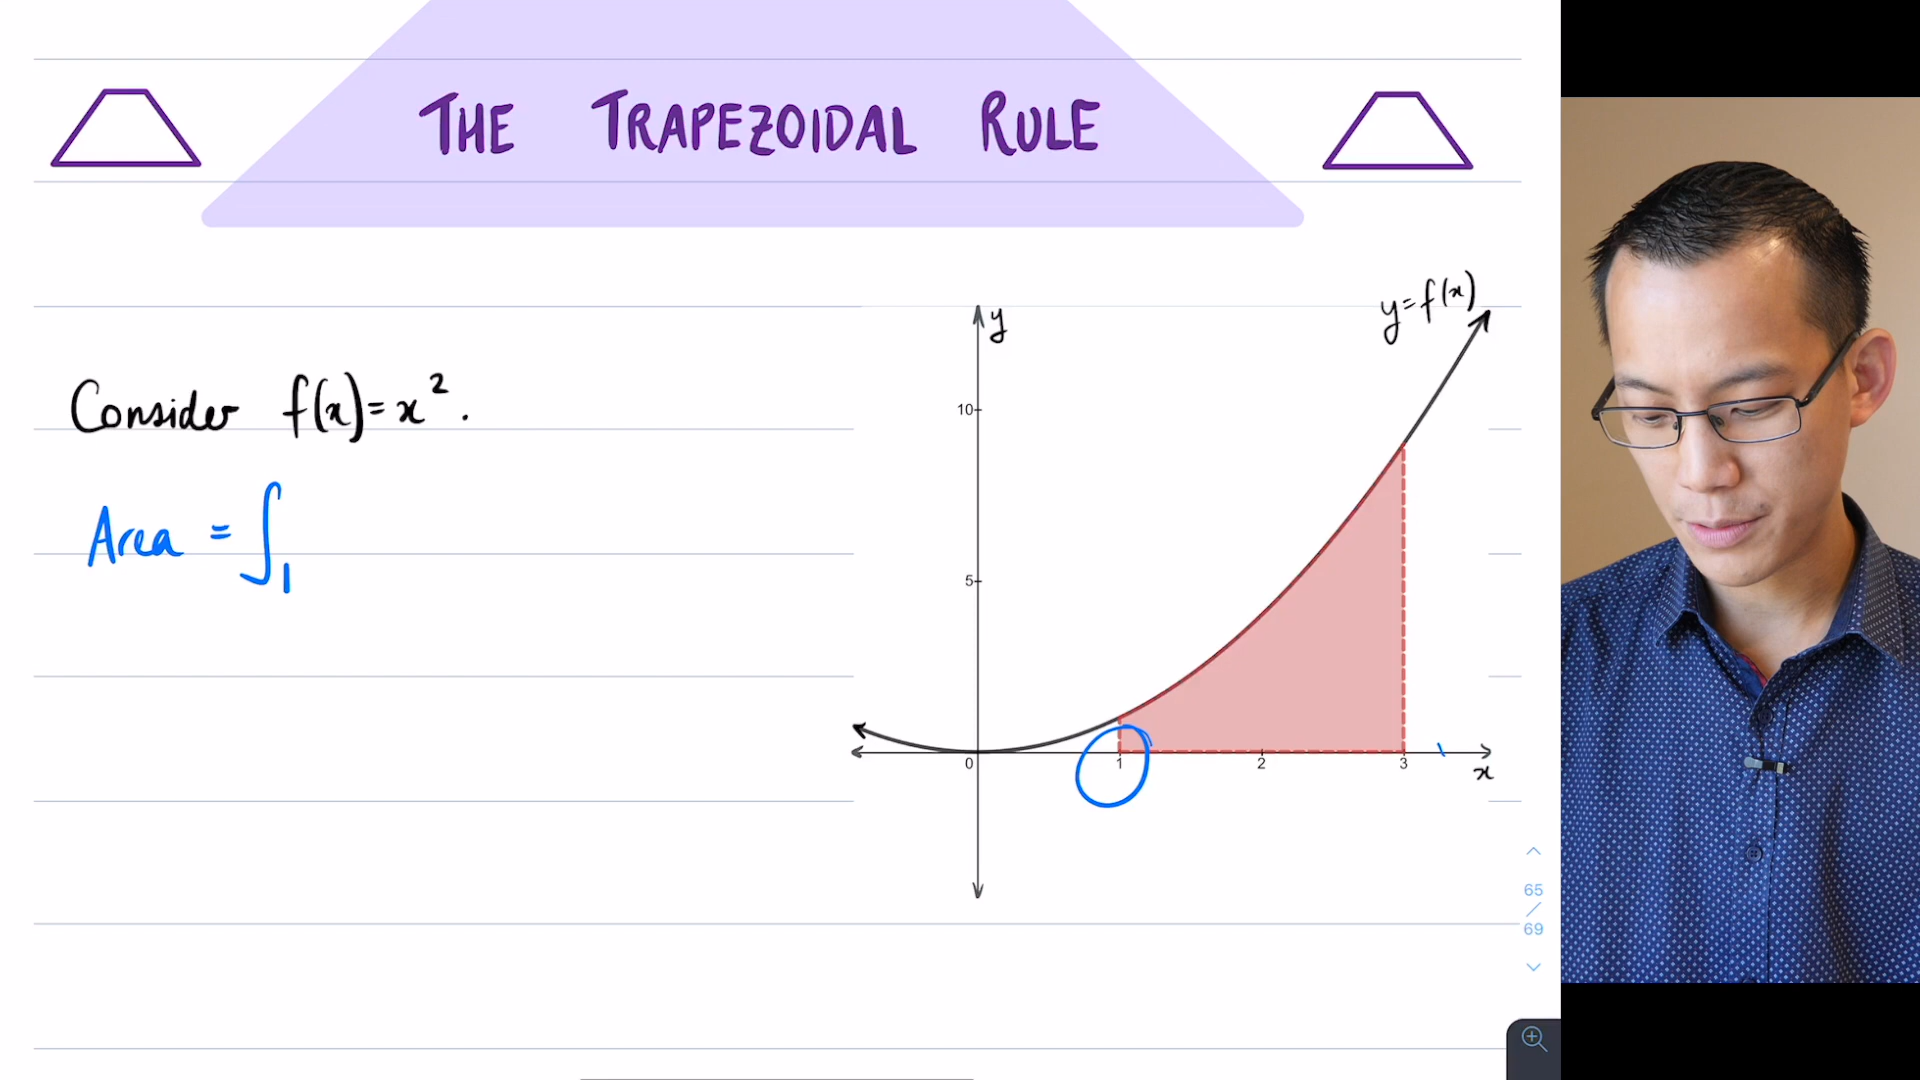 THE TRAPEZOIDAL RULE
Consider f(x)=x².
Area = ∫₁
y
y=f(x)
10
5
0
1
2
3
x
65
/
69